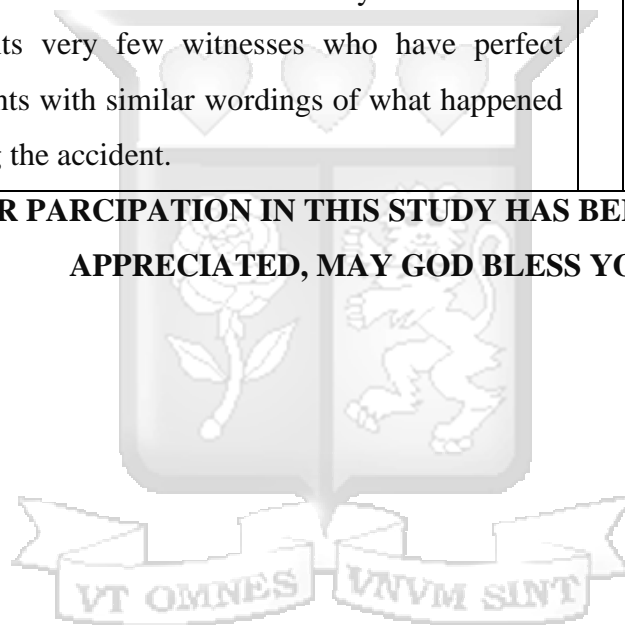 ts very few witnesses who have perfect
nts with similar wordings of what happened
the accident.
R PARCIPATION IN THIS STUDY HAS BE
APPRECIATED, MAY GOD BLESS YO
VT OMNES VNVM SINT